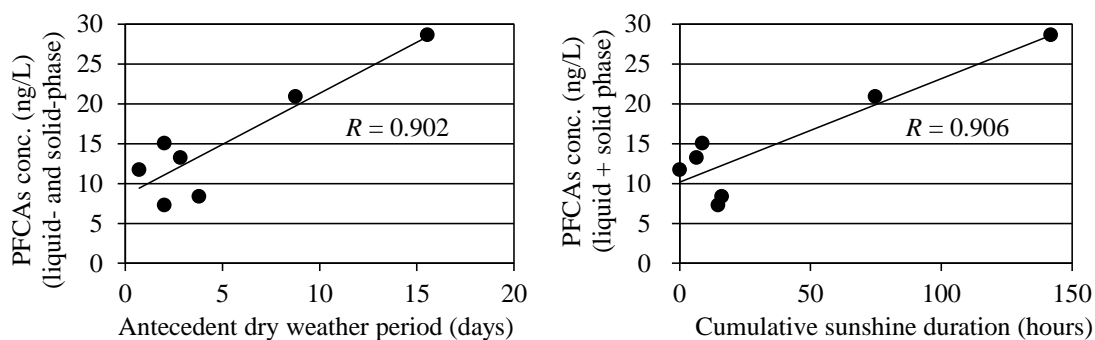 PFCAs conc. (ng/L)
(liquid- and solid-phase)
30
25
20
15
10
5
0
R = 0.902
0
5
10
15
20
Antecedent dry weather period (days)
PFCAs conc. (ng/L)
(liquid + solid phase)
30
25
20
15
10
5
0
R = 0.906
0
50
100
150
Cumulative sunshine duration (hours)